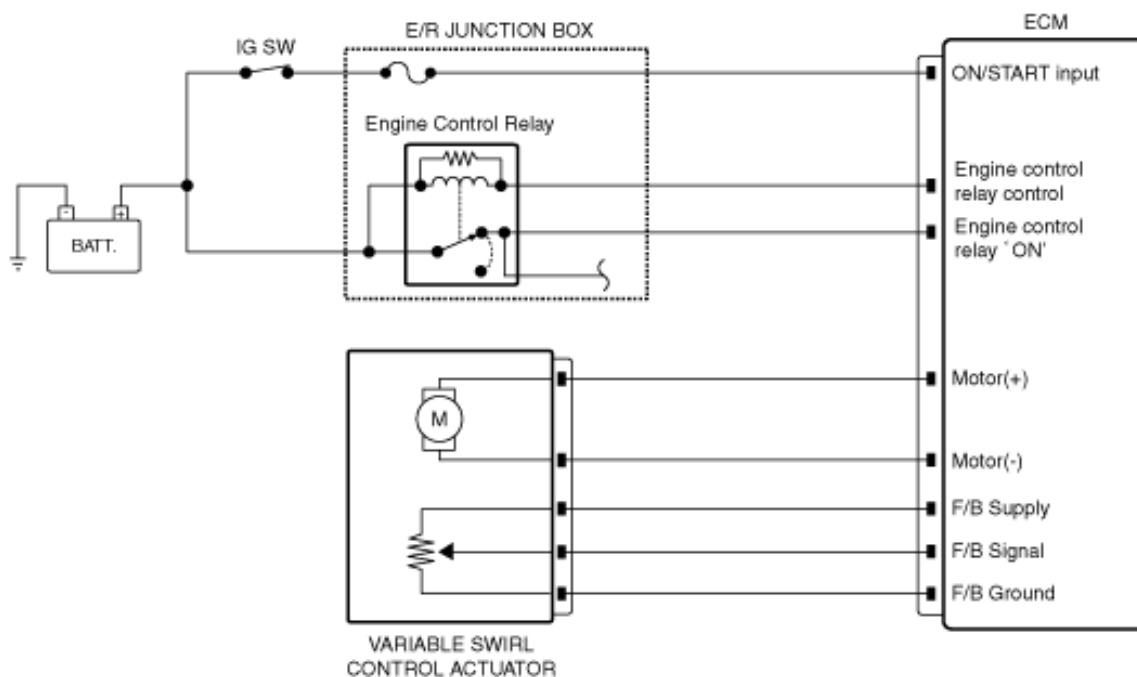 E/R JUNCTION BOX
ECM
IG SW
ON/START input
Engine Control Relay
Engine control
relay control
Engine control
relay `ON'
- +
BATT.
Motor(+)
M
Motor(-)
F/B Supply
F/B Signal
F/B Ground
VARIABLE SWIRL
CONTROL ACTUATOR